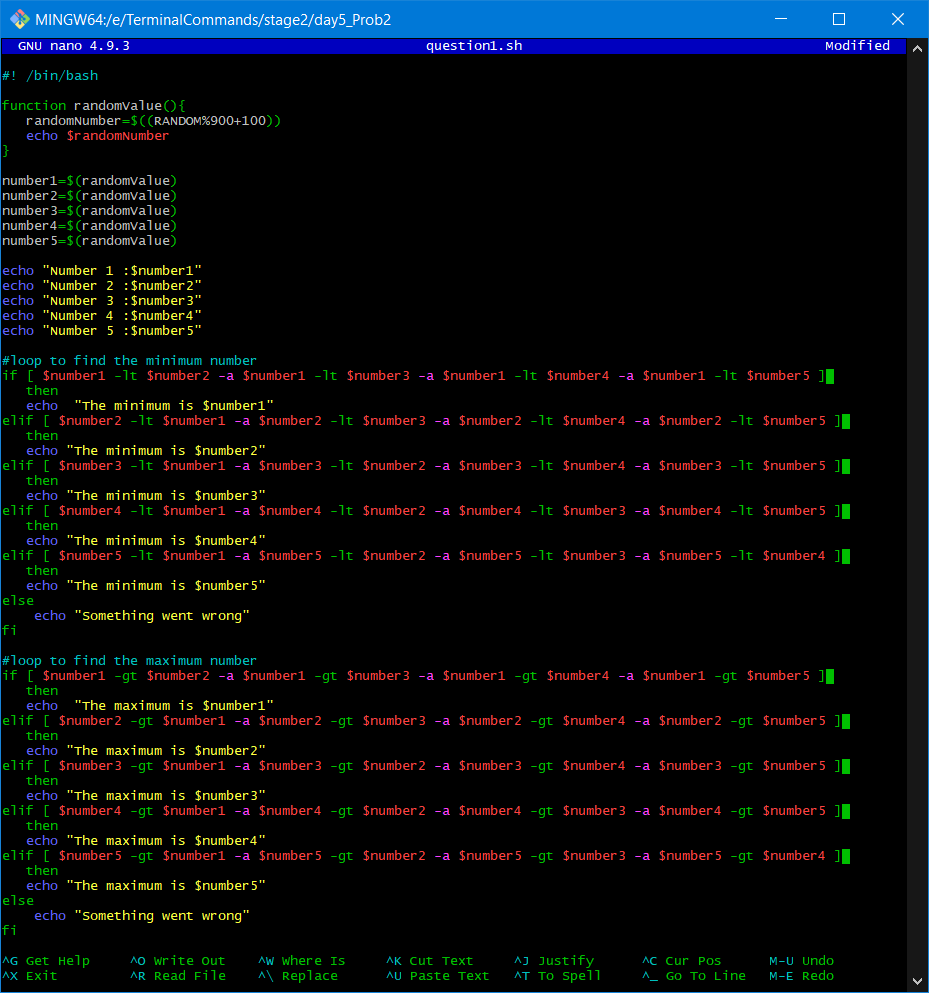 MINGW64:/e/TerminalCommands/stage2/day5_Prob2
GNU nano 4.9.3 question1.sh Modified
#! /bin/bash
function randomValue(){
   randomNumber=$((RANDOM%900+100))
   echo $randomNumber
}
number1=$(randomValue)
number2=$(randomValue)
number3=$(randomValue)
number4=$(randomValue)
number5=$(randomValue)
echo "Number 1 :$number1"
echo "Number 2 :$number2"
echo "Number 3 :$number3"
echo "Number 4 :$number4"
echo "Number 5 :$number5"
#loop to find the minimum number
if [ $number1 -lt $number2 -a $number1 -lt $number3 -a $number1 -lt $number4 -a $number1 -lt $number5 ]
   then
   echo  "The minimum is $number1"
elif [ $number2 -lt $number1 -a $number2 -lt $number3 -a $number2 -lt $number4 -a $number2 -lt $number5 ]
   then
   echo "The minimum is $number2"
elif [ $number3 -lt $number1 -a $number3 -lt $number2 -a $number3 -lt $number4 -a $number3 -lt $number5 ]
   then
   echo "The minimum is $number3"
elif [ $number4 -lt $number1 -a $number4 -lt $number2 -a $number4 -lt $number3 -a $number4 -lt $number5 ]
   then
   echo "The minimum is $number4"
elif [ $number5 -lt $number1 -a $number5 -lt $number2 -a $number5 -lt $number3 -a $number5 -lt $number4 ]
   then
   echo "The minimum is $number5"
else
    echo "Something went wrong"
fi
#loop to find the maximum number
if [ $number1 -gt $number2 -a $number1 -gt $number3 -a $number1 -gt $number4 -a $number1 -gt $number5 ]
   then
   echo  "The maximum is $number1"
elif [ $number2 -gt $number1 -a $number2 -gt $number3 -a $number2 -gt $number4 -a $number2 -gt $number5 ]
   then
   echo "The maximum is $number2"
elif [ $number3 -gt $number1 -a $number3 -gt $number2 -a $number3 -gt $number4 -a $number3 -gt $number5 ]
   then
   echo "The maximum is $number3"
elif [ $number4 -gt $number1 -a $number4 -gt $number2 -a $number4 -gt $number3 -a $number4 -gt $number5 ]
   then
   echo "The maximum is $number4"
elif [ $number5 -gt $number1 -a $number5 -gt $number2 -a $number5 -gt $number3 -a $number5 -gt $number4 ]
   then
   echo "The maximum is $number5"
else
    echo "Something went wrong"
fi
^G Get Help ^O Write Out ^W Where Is ^K Cut Text ^J Justify ^C Cur Pos M-U Undo
^X Exit ^R Read File ^\ Replace ^U Paste Text ^T To Spell ^_ Go To Line M-E Redo